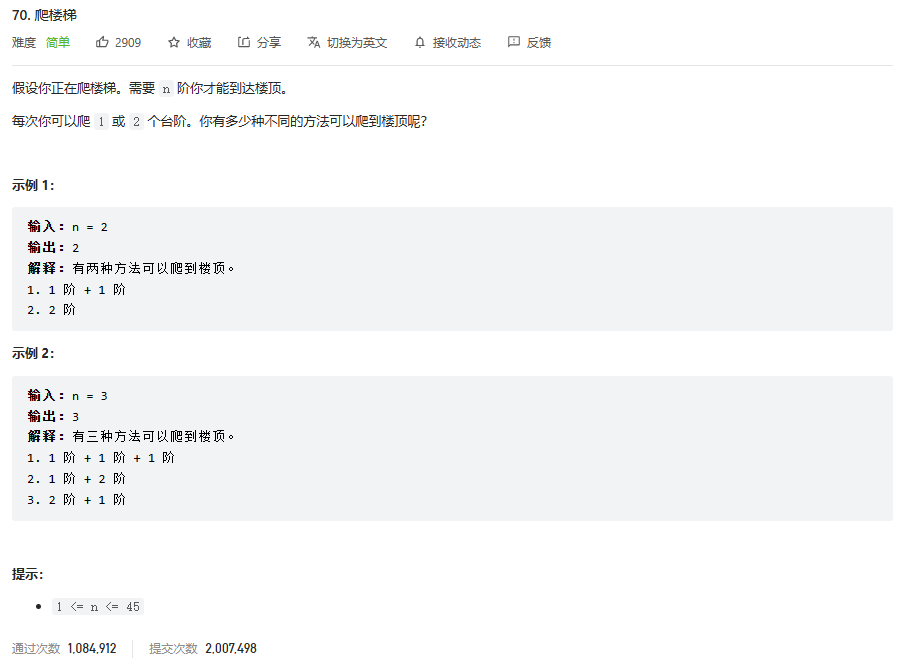 70. 爬楼梯
难度 简单 2909 收藏 分享 切换为英文 接收动态 反馈
假设你正在爬楼梯。需要 n 阶你才能到达楼顶。
每次你可以爬 1 或 2 个台阶。你有多少种不同的方法可以爬到楼顶呢？
示例 1：
输入：n = 2
输出：2
解释：有两种方法可以爬到楼顶。
1. 1 阶 + 1 阶
2. 2 阶
示例 2：
输入：n = 3
输出：3
解释：有三种方法可以爬到楼顶。
1. 1 阶 + 1 阶 + 1 阶
2. 1 阶 + 2 阶
3. 2 阶 + 1 阶
提示：
• 1 <= n <= 45
通过次数 1,084,912 提交次数 2,007,498